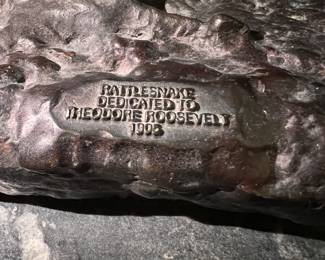 RATTLESNAKE
DEDICATED TO
THEODORE ROOSEVELT
1905